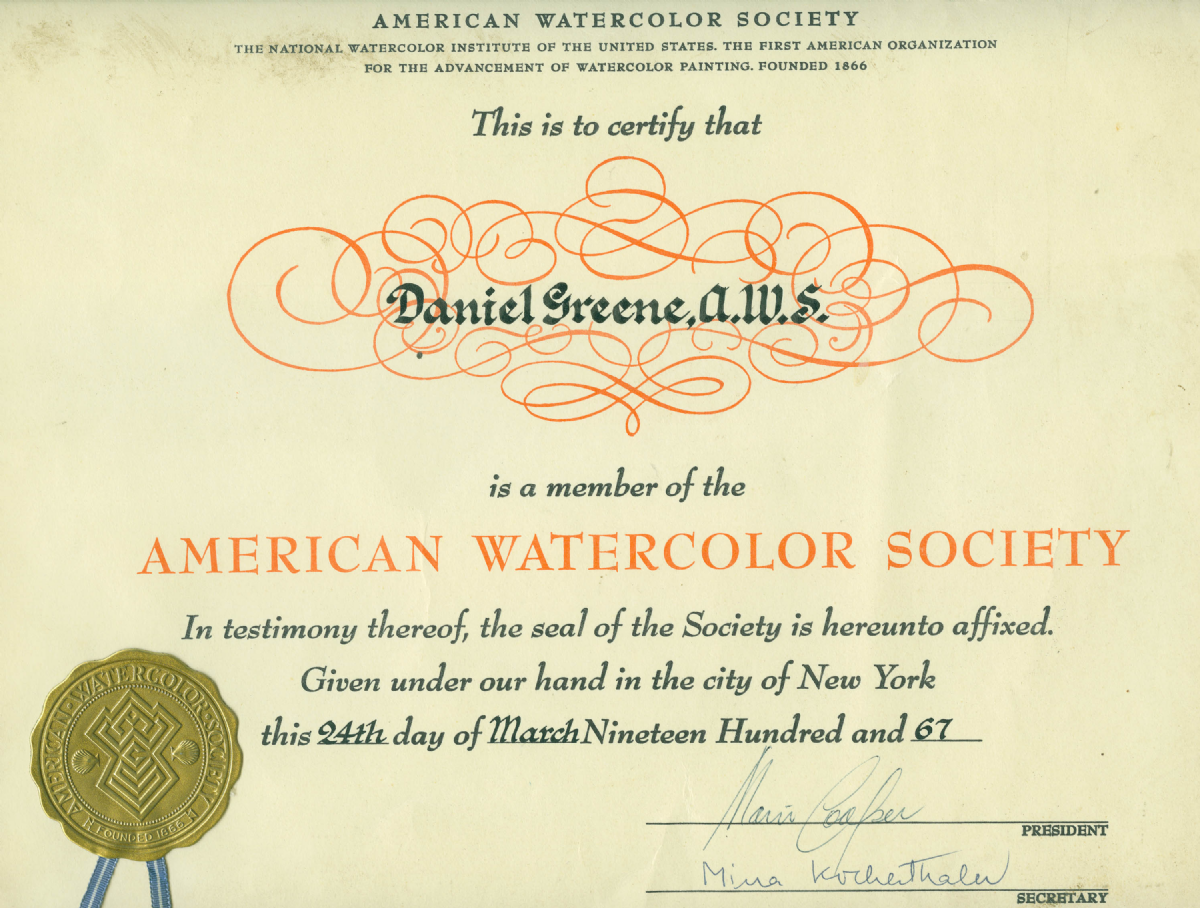 AMERICAN WATERCOLOR SOCIETY
THE NATIONAL WATERCOLOR INSTITUTE OF THE UNITED STATES. THE FIRST AMERICAN ORGANIZATION
FOR THE ADVANCEMENT OF WATERCOLOR PAINTING. FOUNDED 1866
This is to certify that
Daniel Greene, A.W.S.
is a member of the
AMERICAN WATERCOLOR SOCIETY
In testimony thereof, the seal of the Society is hereunto affixed.
Given under our hand in the city of New York
this 24th day of March Nineteen Hundred and 67
AMERICAN·WATERCOLOR·SOCIETY
FOUNDED 1866
Mario Cooper
PRESIDENT
Mina Kocherthaler
SECRETARY